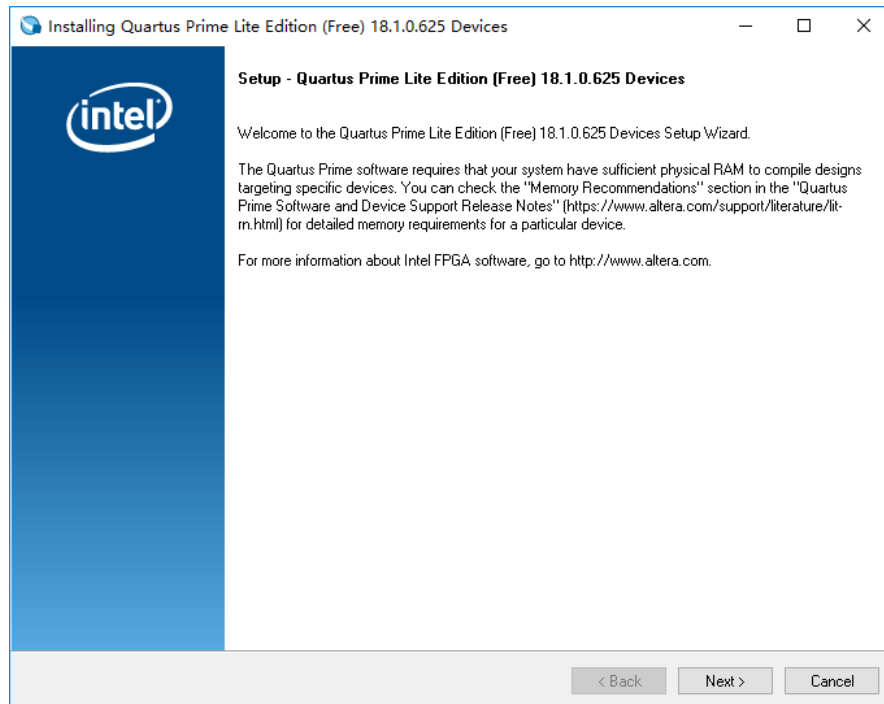 Installing Quartus Prime Lite Edition (Free) 18.1.0.625 Devices
intel
Setup - Quartus Prime Lite Edition (Free) 18.1.0.625 Devices
Welcome to the Quartus Prime Lite Edition (Free) 18.1.0.625 Devices Setup Wizard.
The Quartus Prime software requires that your system have sufficient physical RAM to compile designs
targeting specific devices. You can check the "Memory Recommendations" section in the "Quartus
Prime Software and Device Support Release Notes" (https://www.altera.com/support/literature/lit-
rn.html) for detailed memory requirements for a particular device.
For more information about Intel FPGA software, go to http://www.altera.com.
< Back
Next >
Cancel